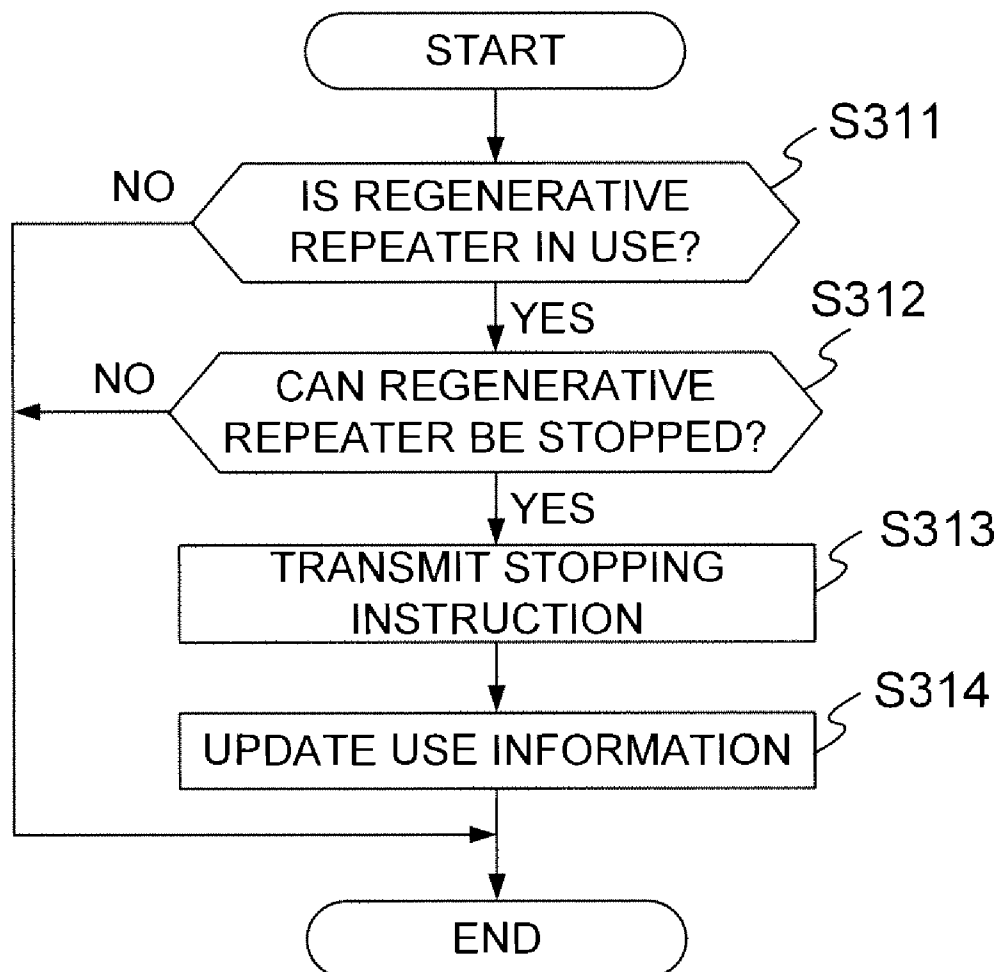 START
S311
NO
IS REGENERATIVE
REPEATER IN USE?
YES
S312
NO
CAN REGENERATIVE
REPEATER BE STOPPED?
YES
S313
TRANSMIT STOPPING
INSTRUCTION
S314
UPDATE USE INFORMATION
END